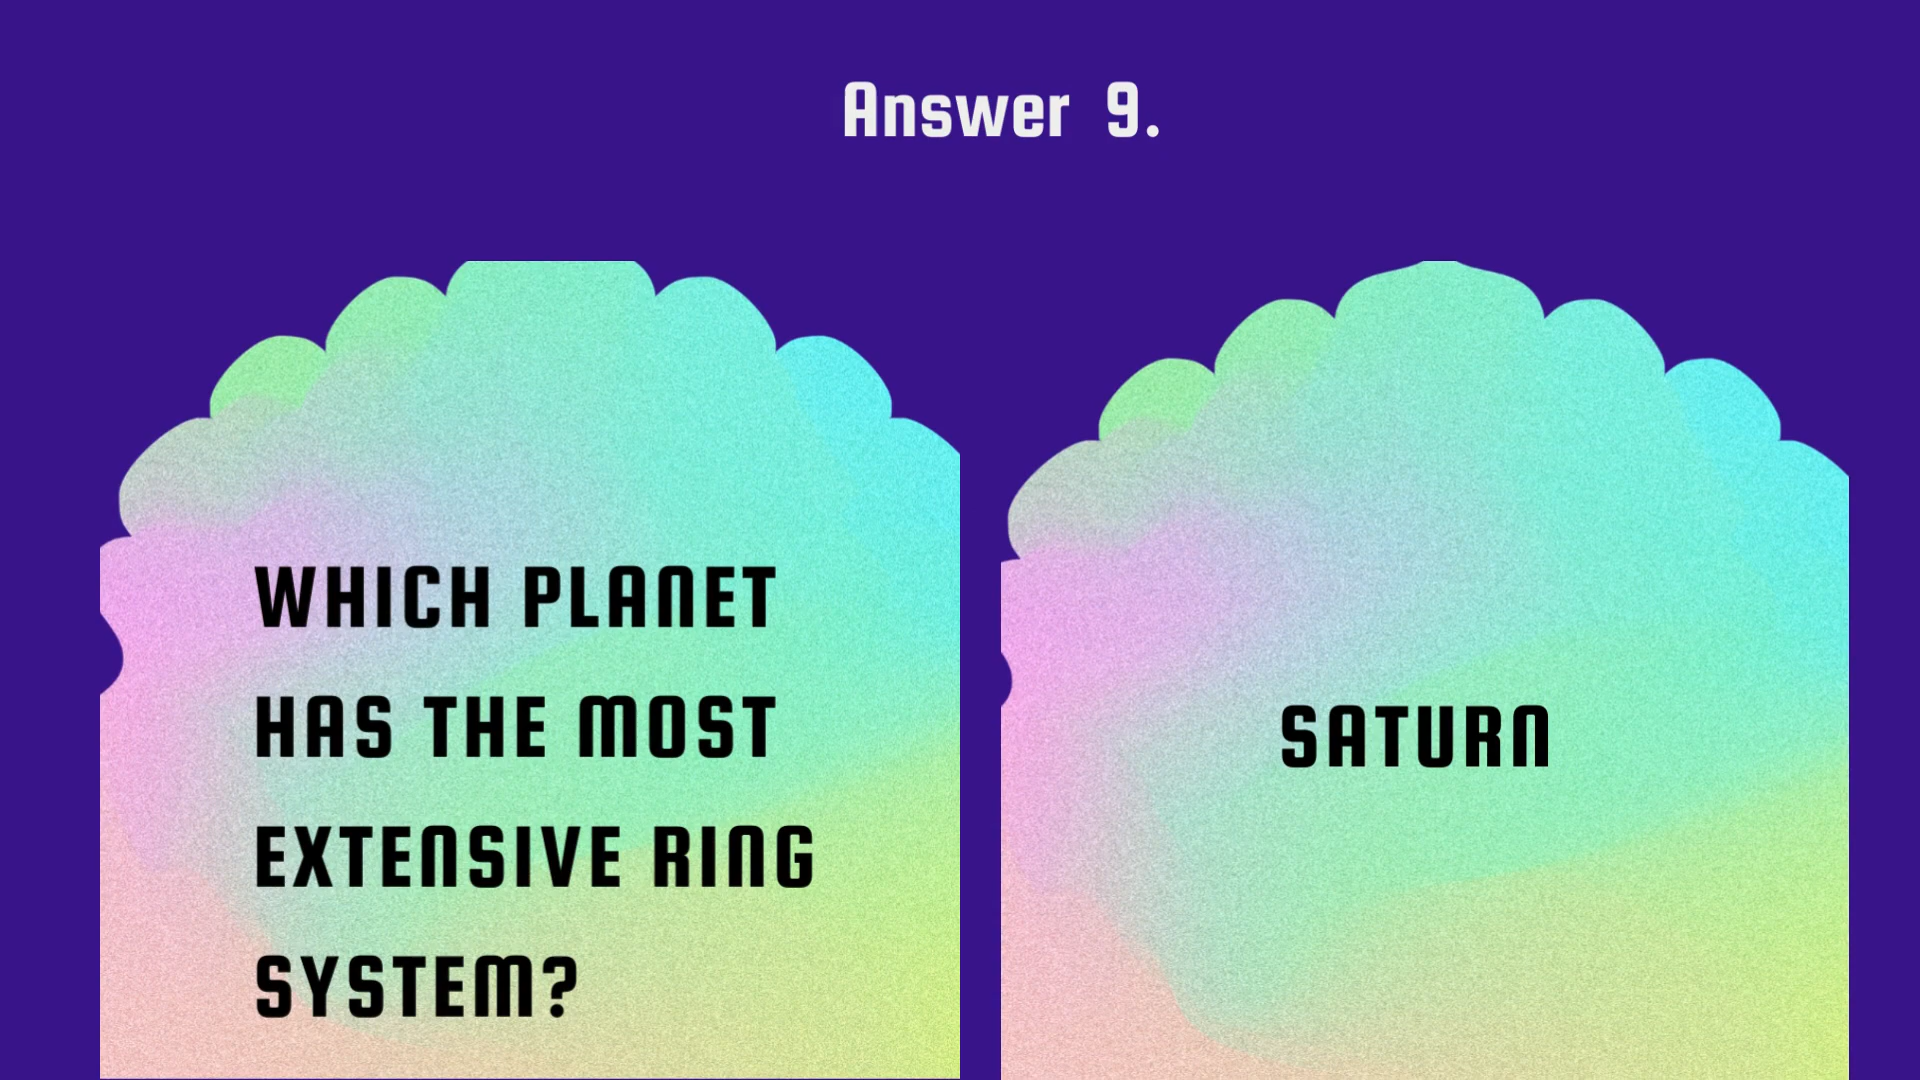 Answer 9.
WHICH PLANET
HAS THE MOST
EXTENSIVE RING
SYSTEM?
SATURN